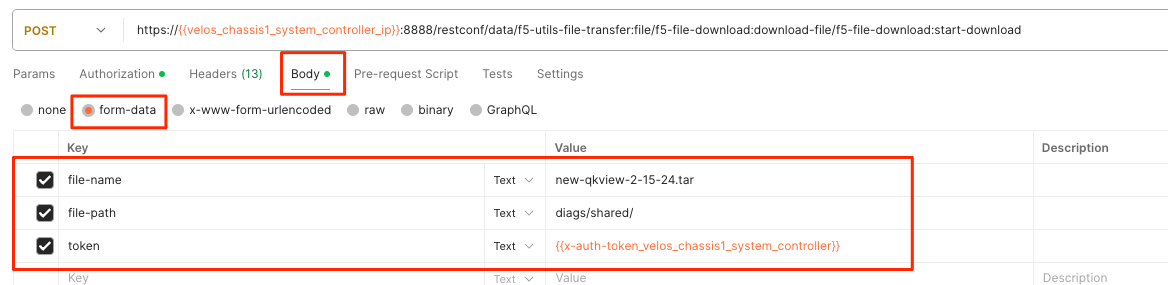 POST https://{{velos_chassis1_system_controller_ip}}:8888/restconf/data/f5-utils-file-transfer:file/f5-file-download:download-file/f5-file-download:start-download
Params Authorization Headers (13) Body Pre-request Script Tests Settings
none form-data x-www-form-urlencoded raw binary GraphQL
Key Value Description
file-name Text new-qkview-2-15-24.tar
file-path Text diags/shared/
token Text {{x-auth-token_velos_chassis1_system_controller}}
Key Text Value Description